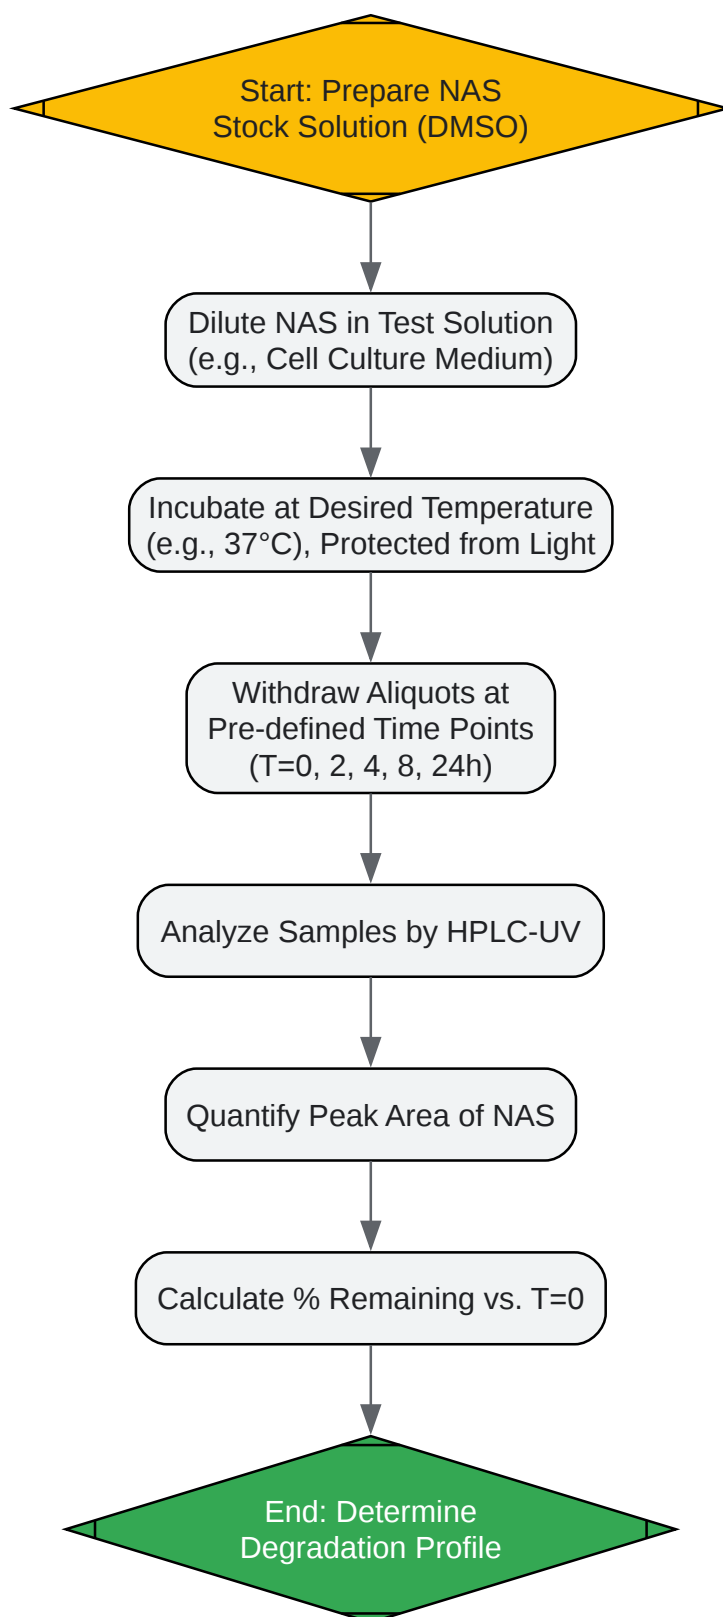 Start: Prepare NAS
Stock Solution (DMSO)
Dilute NAS in Test Solution
(e.g., Cell Culture Medium)
Incubate at Desired Temperature
(e.g., 37°C), Protected from Light
Withdraw Aliquots at
Pre-defined Time Points
(T=0, 2, 4, 8, 24h)
Analyze Samples by HPLC-UV
Quantify Peak Area of NAS
Calculate % Remaining vs. T=0
End: Determine
Degradation Profile